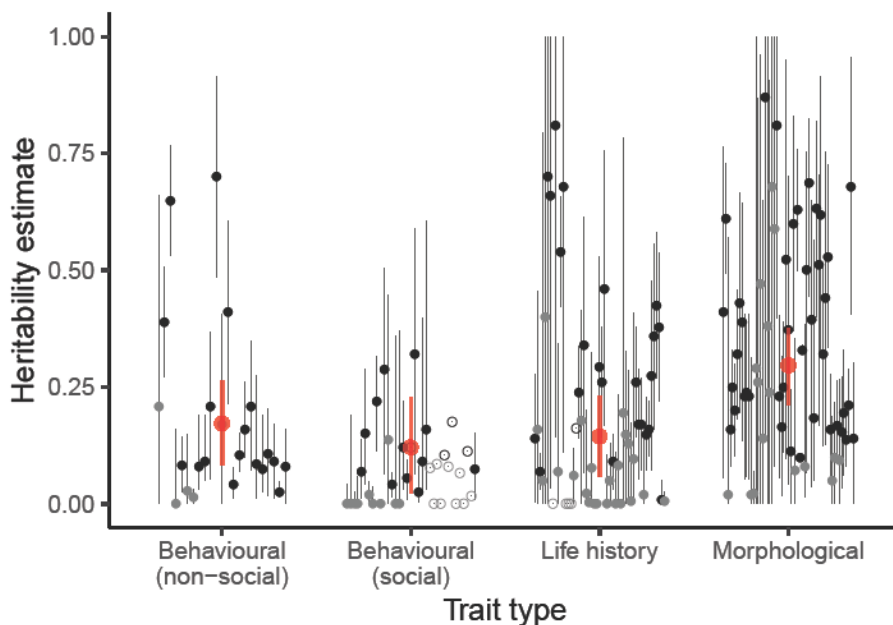 Heritability estimate
1.00
0.75
0.50
0.25
0.00
Behavioural
(non−social)
Behavioural
(social)
Life history
Morphological
Trait type